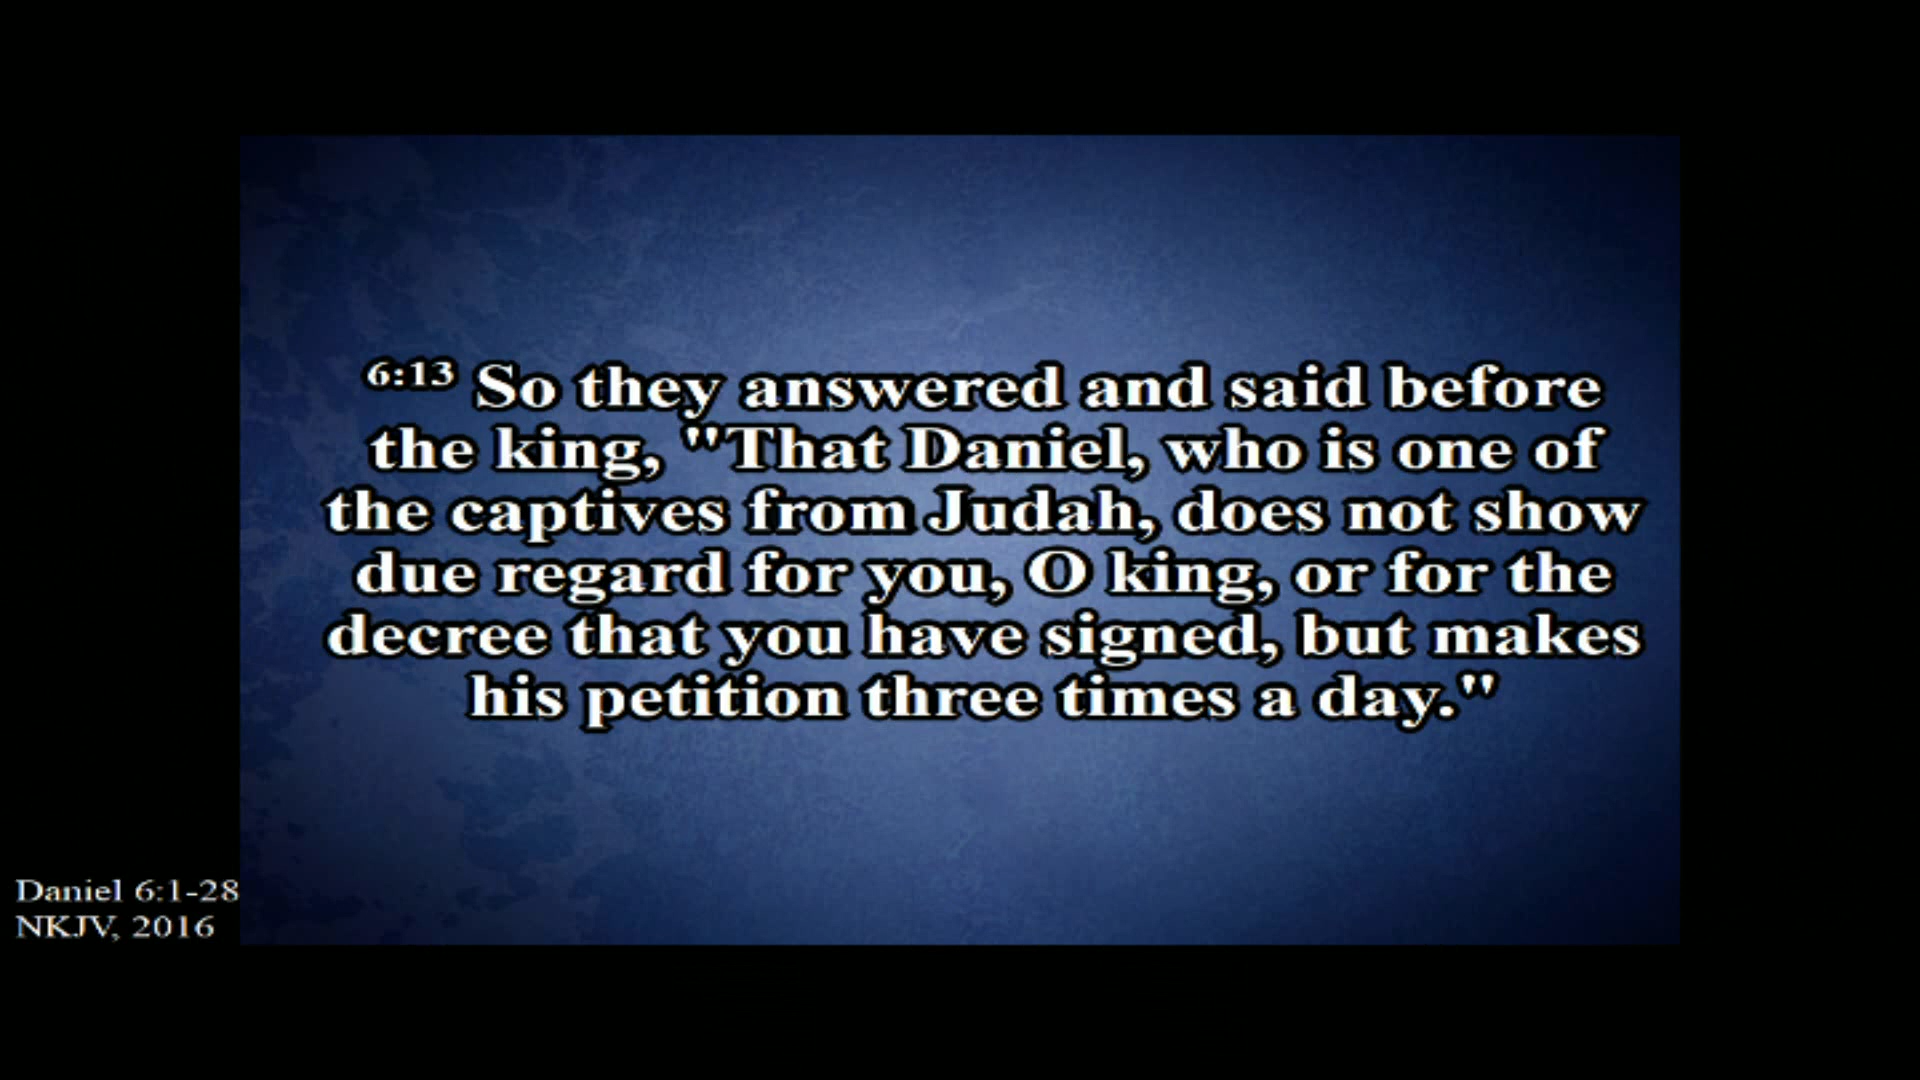 6:13 So they answered and said before
the king, "That Daniel, who is one of
the captives from Judah, does not show
due regard for you, O king, or for the
decree that you have signed, but makes
his petition three times a day."
Daniel 6:1-28
NKJV, 2016